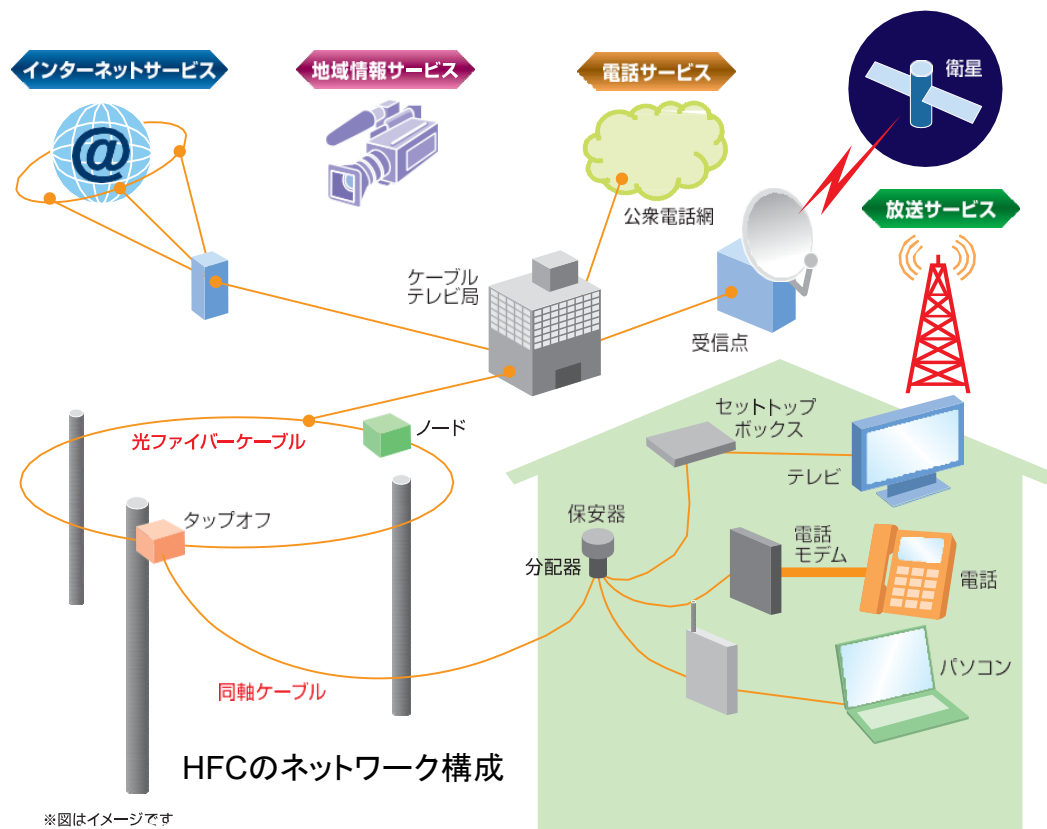 インターネットサービス
地域情報サービス
電話サービス
衛星
@
放送サービス
公衆電話網
ケーブル
テレビ局
受信点
光ファイバーケーブル
ノード
セットトップ
ボックス
テレビ
タップオフ
保安器
分配器
電話
モデム
電話
パソコン
同軸ケーブル
HFCのネットワーク構成
※図はイメージです